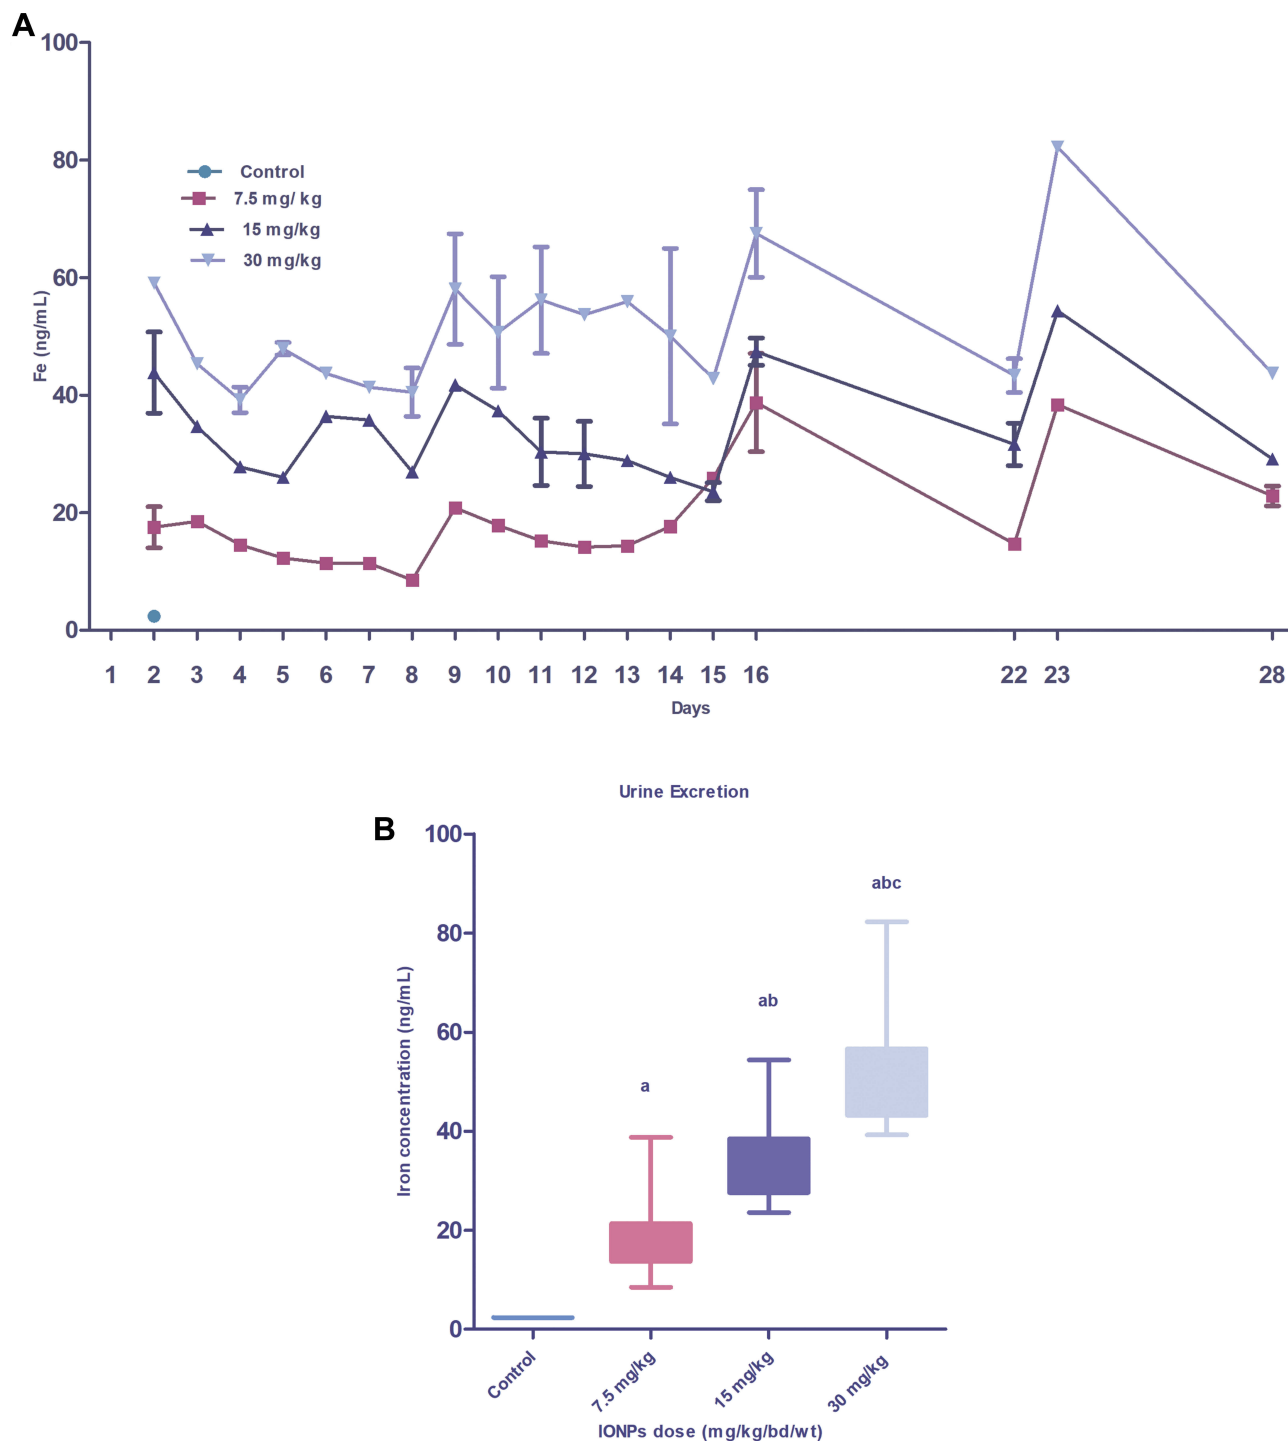 A
100
80
60
40
20
0
Fe (ng/mL)
Control
7.5 mg/ kg
15 mg/kg
30 mg/kg
1 2 3 4 5 6 7 8 9 10 11 12 13 14 15 16 22 23 28
Days
Urine Excretion
B
100
80
60
40
20
0
Iron concentration (ng/mL)
a
ab
abc
Control
7.5 mg/kg
15 mg/kg
30 mg/kg
IONPs dose (mg/kg/bd/wt)